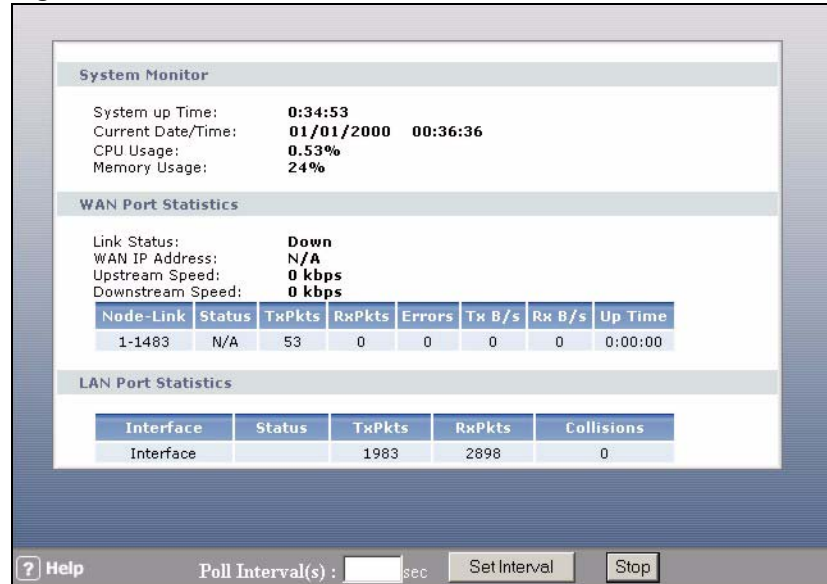 System Monitor
System up Time: 0:34:53
Current Date/Time: 01/01/2000 00:36:36
CPU Usage: 0.53%
Memory Usage: 24%
WAN Port Statistics
Link Status: Down
WAN IP Address: N/A
Upstream Speed: 0 kbps
Downstream Speed: 0 kbps
Node-Link Status TxPkts RxPkts Errors Tx B/s Rx B/s Up Time
1-1483 N/A 53 0 0 0 0 0:00:00
LAN Port Statistics
Interface Status TxPkts RxPkts Collisions
Interface 1983 2898 0
? Help Poll Interval(s) : sec Set Interval Stop